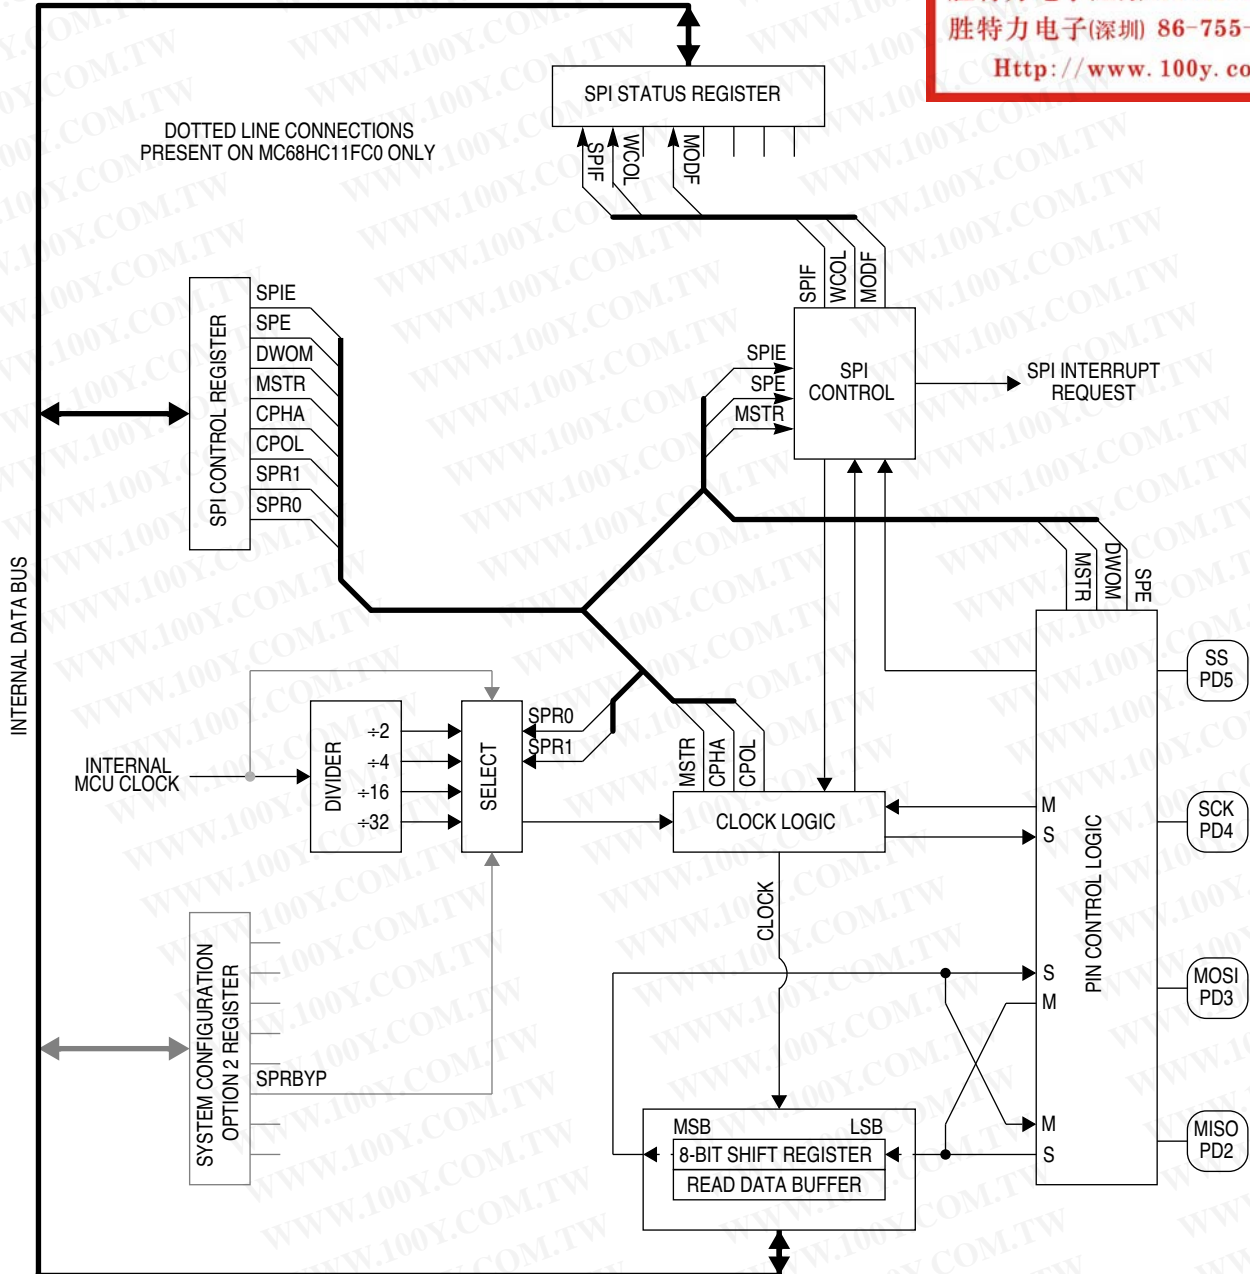 胜特力电子(深圳) 86-755-
Http://www.100y.co
SPI STATUS REGISTER
DOTTED LINE CONNECTIONS
PRESENT ON MC68HC11FC0 ONLY
SPIF
WCOL
MODF
SPIF
WCOL
MODF
SPI CONTROL REGISTER
SPIE
SPE
DWOM
MSTR
CPHA
CPOL
SPR1
SPR0
SPIE
SPE
MSTR
SPI
CONTROL
SPI INTERRUPT
REQUEST
INTERNAL DATA BUS
MSTR
DWOM
SPE
SS
PD5
INTERNAL
MCU CLOCK
DIVIDER
÷2
÷4
÷16
÷32
SELECT
SPR0
SPR1
MSTR
CPHA
CPOL
CLOCK LOGIC
M
S
SCK
PD4
PIN CONTROL LOGIC
CLOCK
SYSTEM CONFIGURATION
OPTION 2 REGISTER
SPRBYP
S
M
MOSI
PD3
MSB
LSB
8-BIT SHIFT REGISTER
READ DATA BUFFER
M
S
MISO
PD2
WWW.100Y.COM.TW